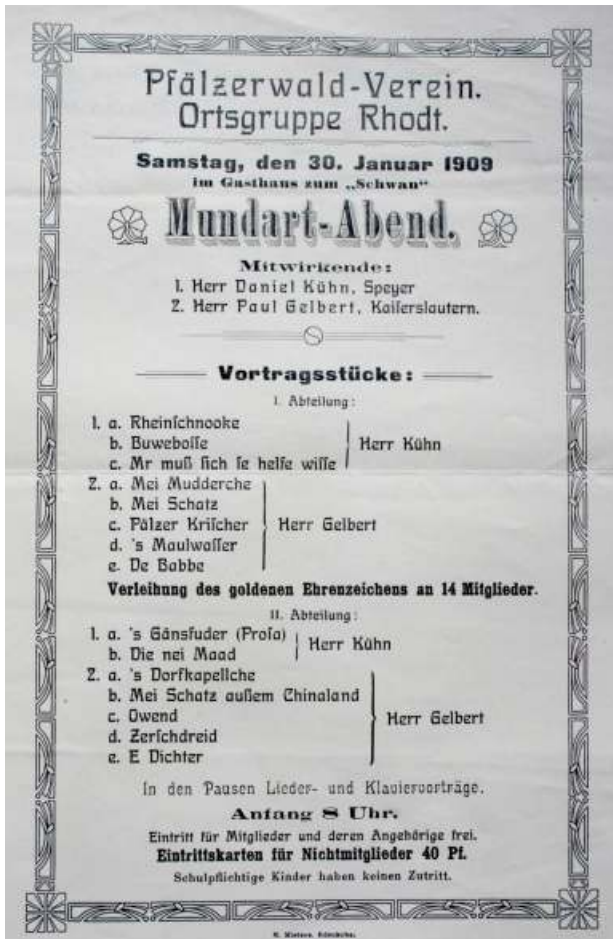 Pfälzerwald-Verein.
Ortsgruppe Rhodt.
Samstag, den 30. Januar 1909
im Gasthaus zum „Schwan“
Mundart-Abend.
Mitwirkende:
1. Herr Daniel Kühn, Speyer
2. Herr Paul Gelbert, Kaiſerslautern.
Vortragsstücke:
I. Abteilung:
1. a. Rheinſchnooke
b. Buweboſſe
c. Mr muß ſich ſe helfe wiſſe
Herr Kühn
2. a. Mei Mudderche
b. Mei Schatz
c. Pälzer Kriſcher
d. 's Maulwaſſer
e. De Babbe
Herr Gelbert
Verleihung des goldenen Ehrenzeichens an 14 Mitglieder.
II. Abteilung:
1. a. 's Gänsfuder (Proſa)
b. Die nei Maad
Herr Kühn
2. a. 's Dorfkapellche
b. Mei Schatz außem Chinaland
c. Owend
d. Zerſchdreid
e. E Dichter
Herr Gelbert
In den Pausen Lieder- und Klaviervorträge.
Anfang 8 Uhr.
Eintritt für Mitglieder und deren Angehörige frei.
Eintrittskarten für Nichtmitglieder 40 Pf.
Schulpflichtige Kinder haben keinen Zutritt.